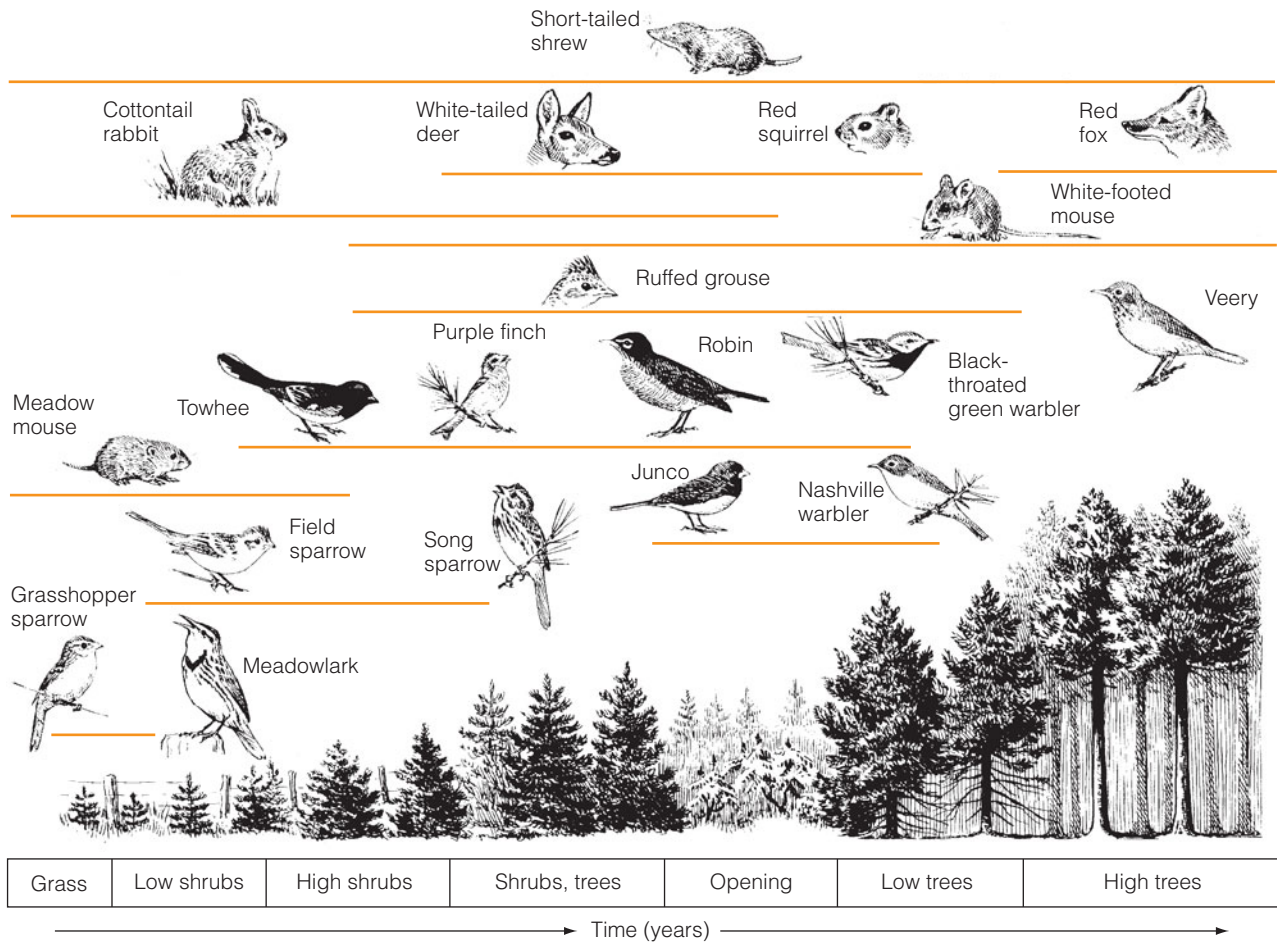 Short-tailed
shrew
Cottontail
rabbit
White-tailed
deer
Red
squirrel
Red
fox
White-footed
mouse
Ruffed grouse
Veery
Purple finch
Robin
Black-
throated
green warbler
Towhee
Meadow
mouse
Junco
Nashville
warbler
Field
sparrow
Song
sparrow
Grasshopper
sparrow
Meadowlark
Grass
Low shrubs
High shrubs
Shrubs, trees
Opening
Low trees
High trees
Time (years)